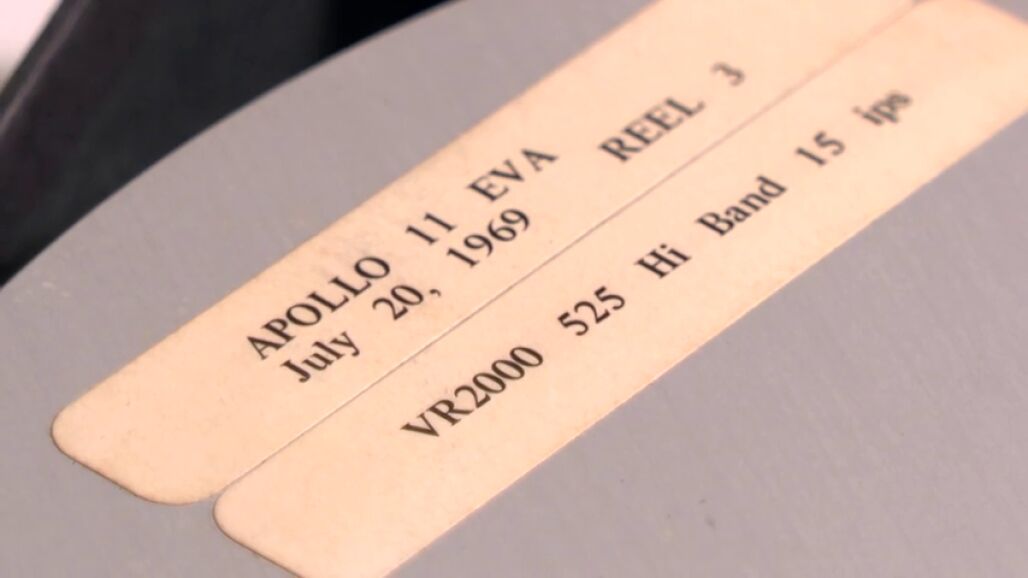 APOLLO 11 EVA REEL 3
July 20, 1969
VR2000 525 Hi Band 15 ips